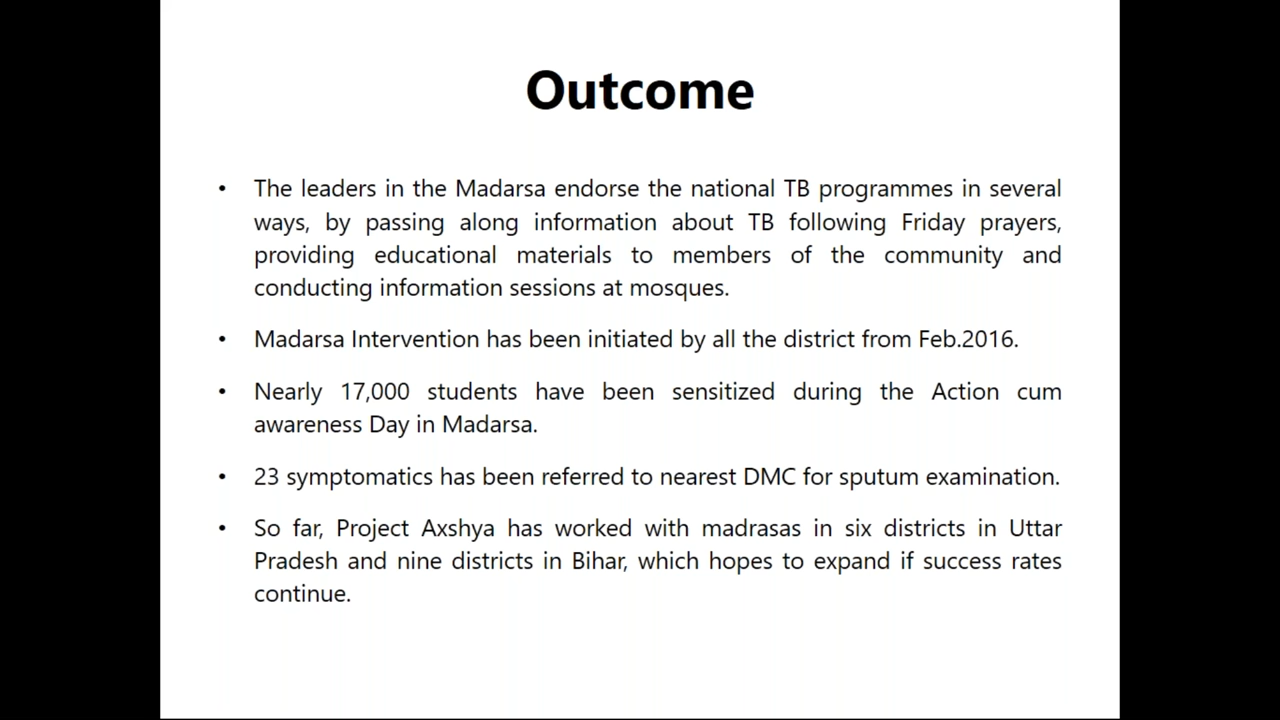 Outcome
• The leaders in the Madarsa endorse the national TB programmes in several
ways, by passing along information about TB following Friday prayers,
providing educational materials to members of the community and
conducting information sessions at mosques.
• Madarsa Intervention has been initiated by all the district from Feb.2016.
• Nearly 17,000 students have been sensitized during the Action cum
awareness Day in Madarsa.
• 23 symptomatics has been referred to nearest DMC for sputum examination.
• So far, Project Axshya has worked with madrasas in six districts in Uttar
Pradesh and nine districts in Bihar, which hopes to expand if success rates
continue.